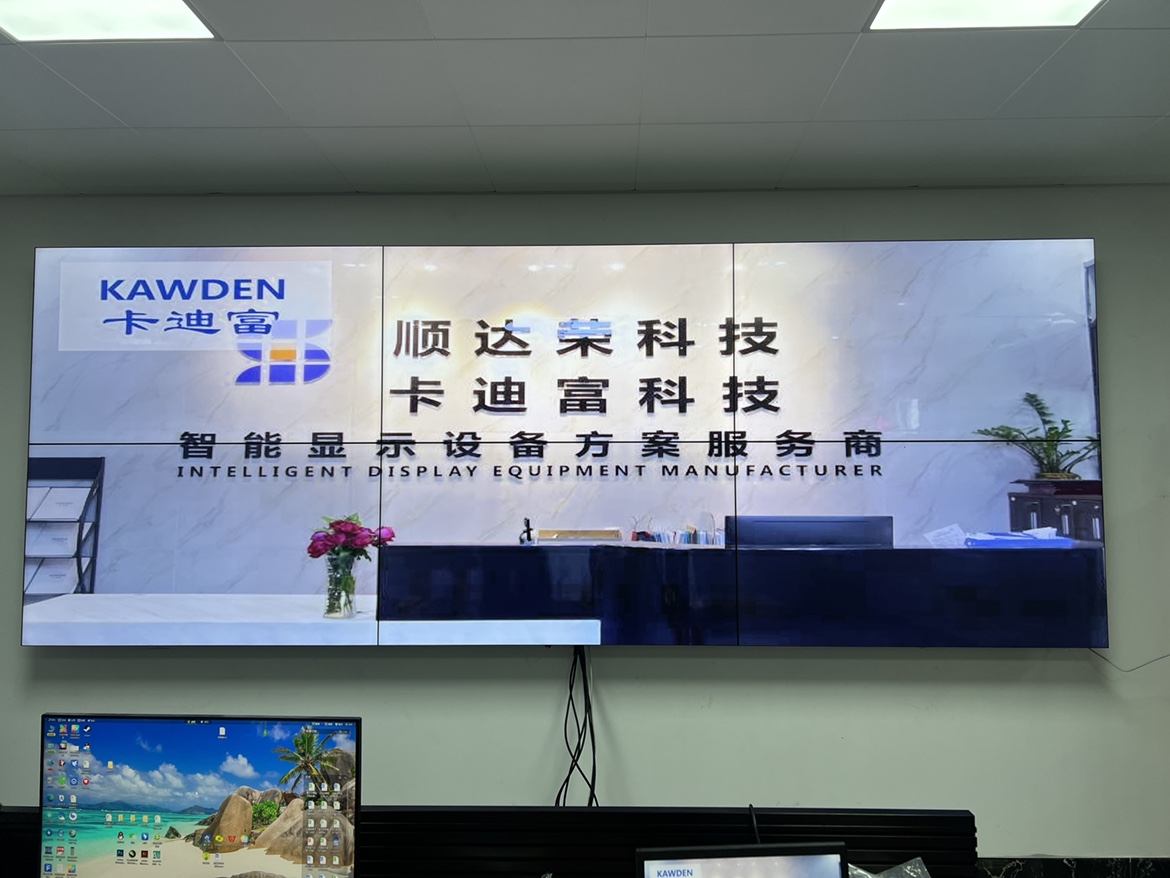 KAWDEN
卡迪富
顺达荣科技
卡迪富科技
智能显示设备方案服务商
INTELLIGENT DISPLAY EQUIPMENT MANUFACTURER
KAWDEN